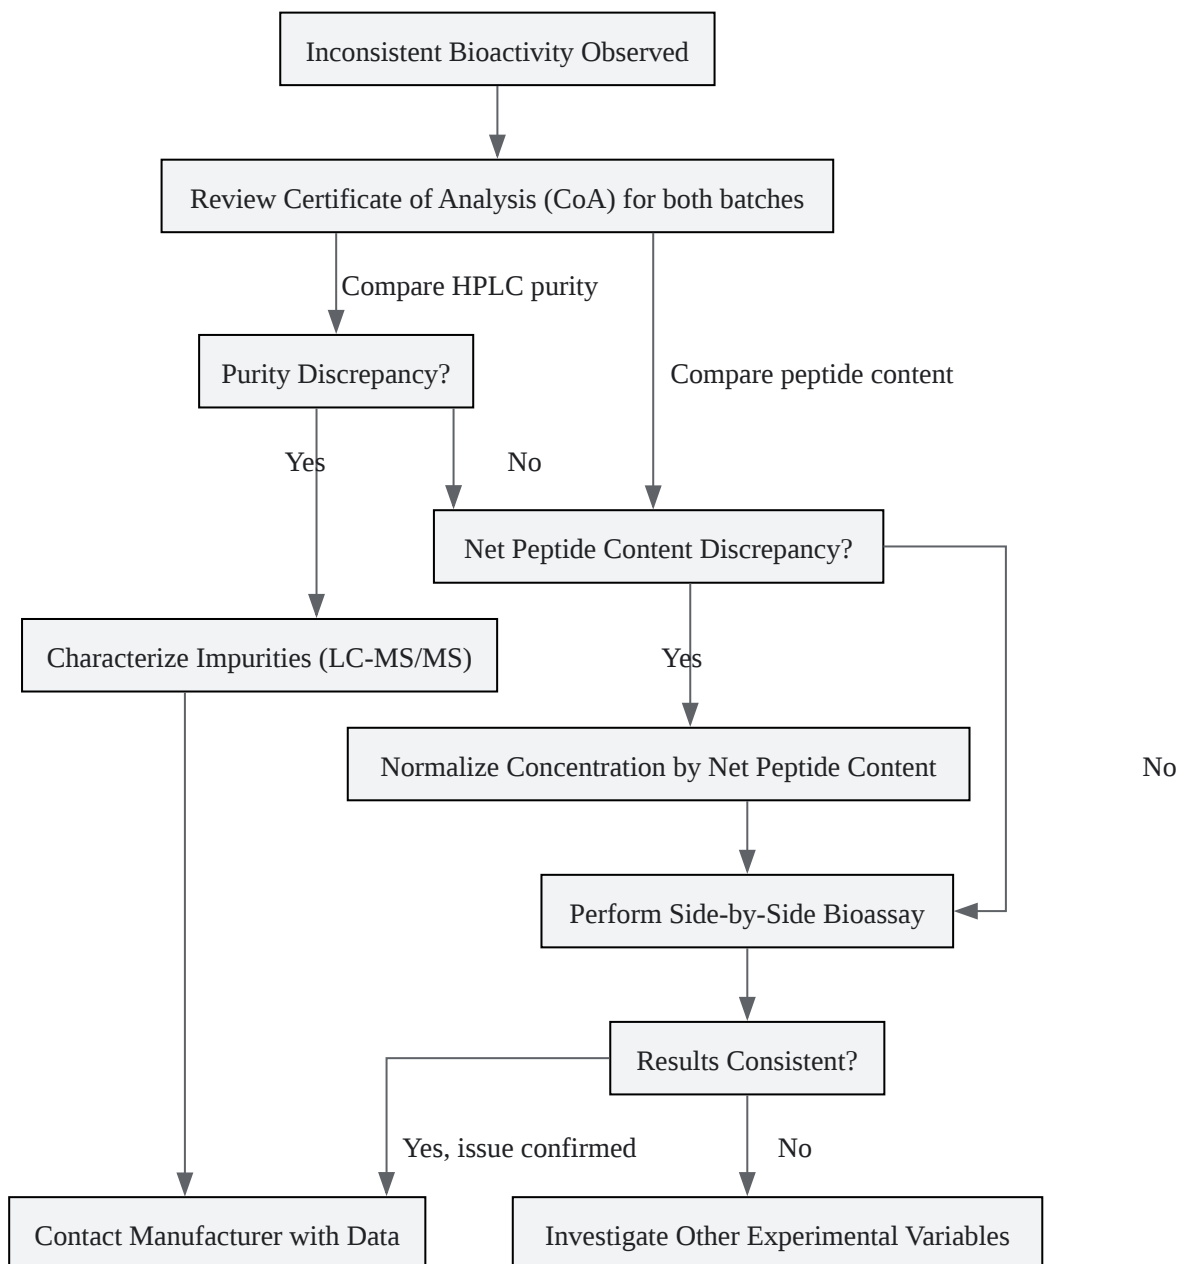 Inconsistent Bioactivity Observed
Review Certificate of Analysis (CoA) for both batches
Compare HPLC purity
Purity Discrepancy?
Compare peptide content
Yes
No
Net Peptide Content Discrepancy?
Characterize Impurities (LC-MS/MS)
Yes
Normalize Concentration by Net Peptide Content
No
Perform Side-by-Side Bioassay
Results Consistent?
Yes, issue confirmed
No
Contact Manufacturer with Data
Investigate Other Experimental Variables